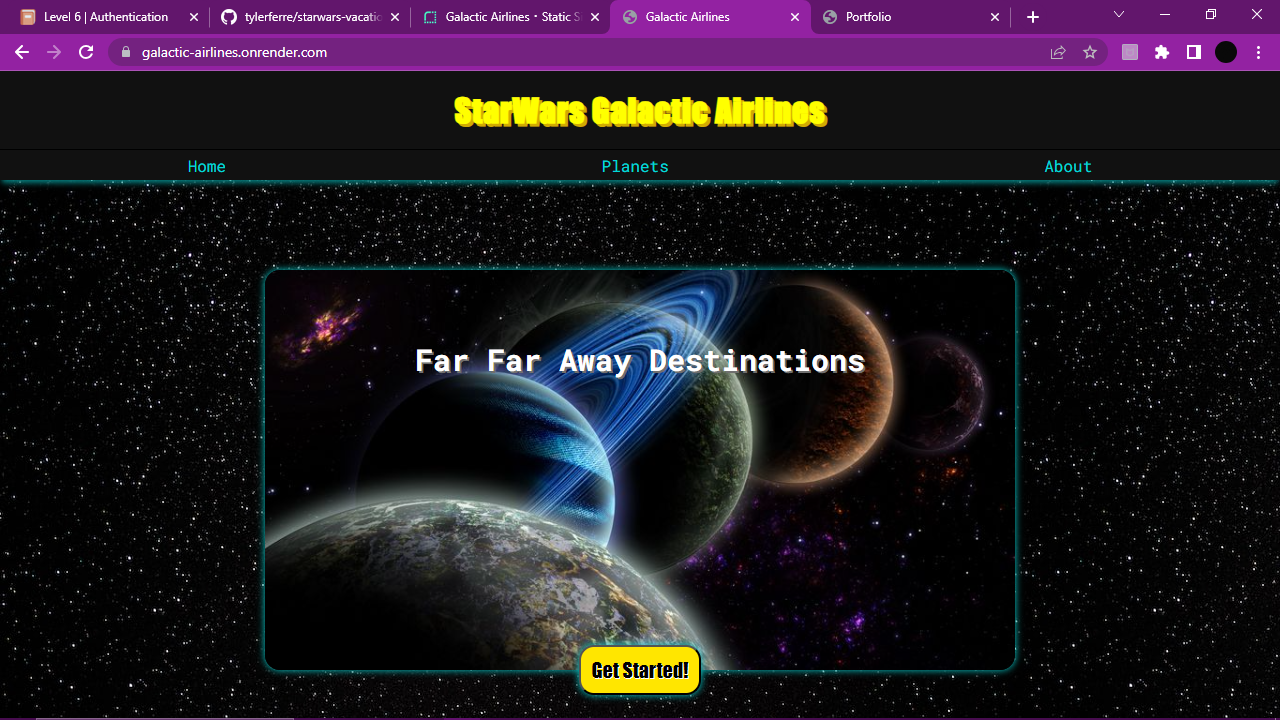 Level 6 | Authentication
tylerferre/starwars-vacatio
Galactic Airlines · Static S
Galactic Airlines
Portfolio
galactic-airlines.onrender.com
StarWars Galactic Airlines
Home Planets About
Far Far Away Destinations
Get Started!